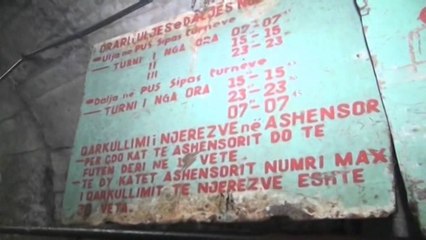 ORARI I ULJES e DALJES NË
– Ulja në PUS Sipas turneve
– TURNI I NGA ORA 07-07
II 15-15
III 23-23
– Dalja në PUS Sipas turneve
– TURNI I NGA ORA 15-15
23-23
07-07
QARKULLIMI i NJEREZVE në ASHENSOR
– PER ÇDO KAT TE ASHENSORIT DO TE
FUTEN DERI NE VETE
– TE DY KATET ASHENSORIT NUMRI MAX
I QARKULLIMIT TE NJEREZVE ESHTE
VETA.